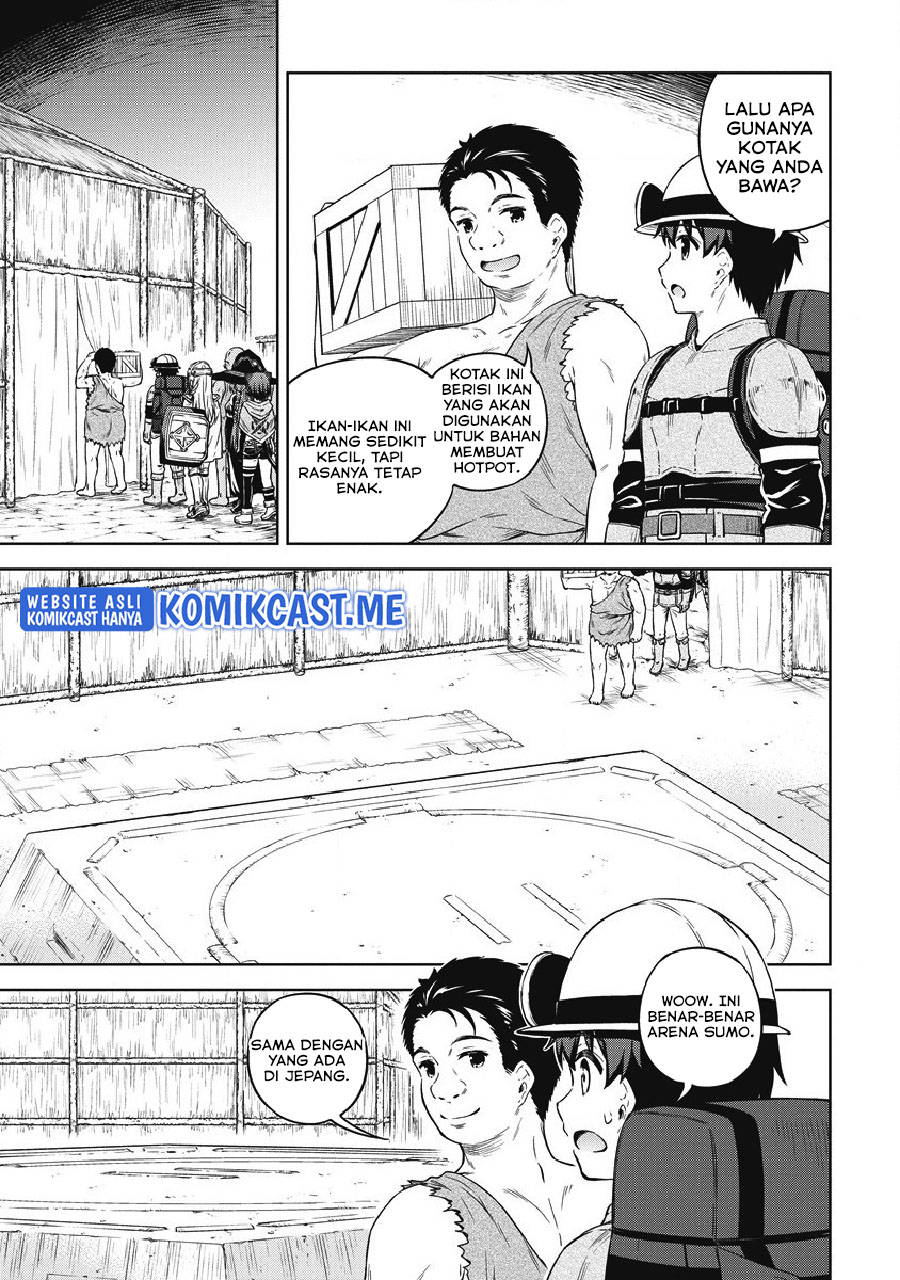 LALU APA
GUNANYA
KOTAK
YANG ANDA
BAWA?
KOTAK INI
BERISI IKAN
YANG AKAN
DIGUNAKAN
UNTUK BAHAN
MEMBUAT
HOTPOT.
IKAN-IKAN INI
MEMANG SEDIKIT
KECIL, TAPI
RASANYA TETAP
ENAK.
WEBSITE ASLI
KOMIKCAST HANYA
KOMIKCAST.ME
WOOW. INI
BENAR-BENAR
ARENA SUMO.
SAMA DENGAN
YANG ADA
DI JEPANG.